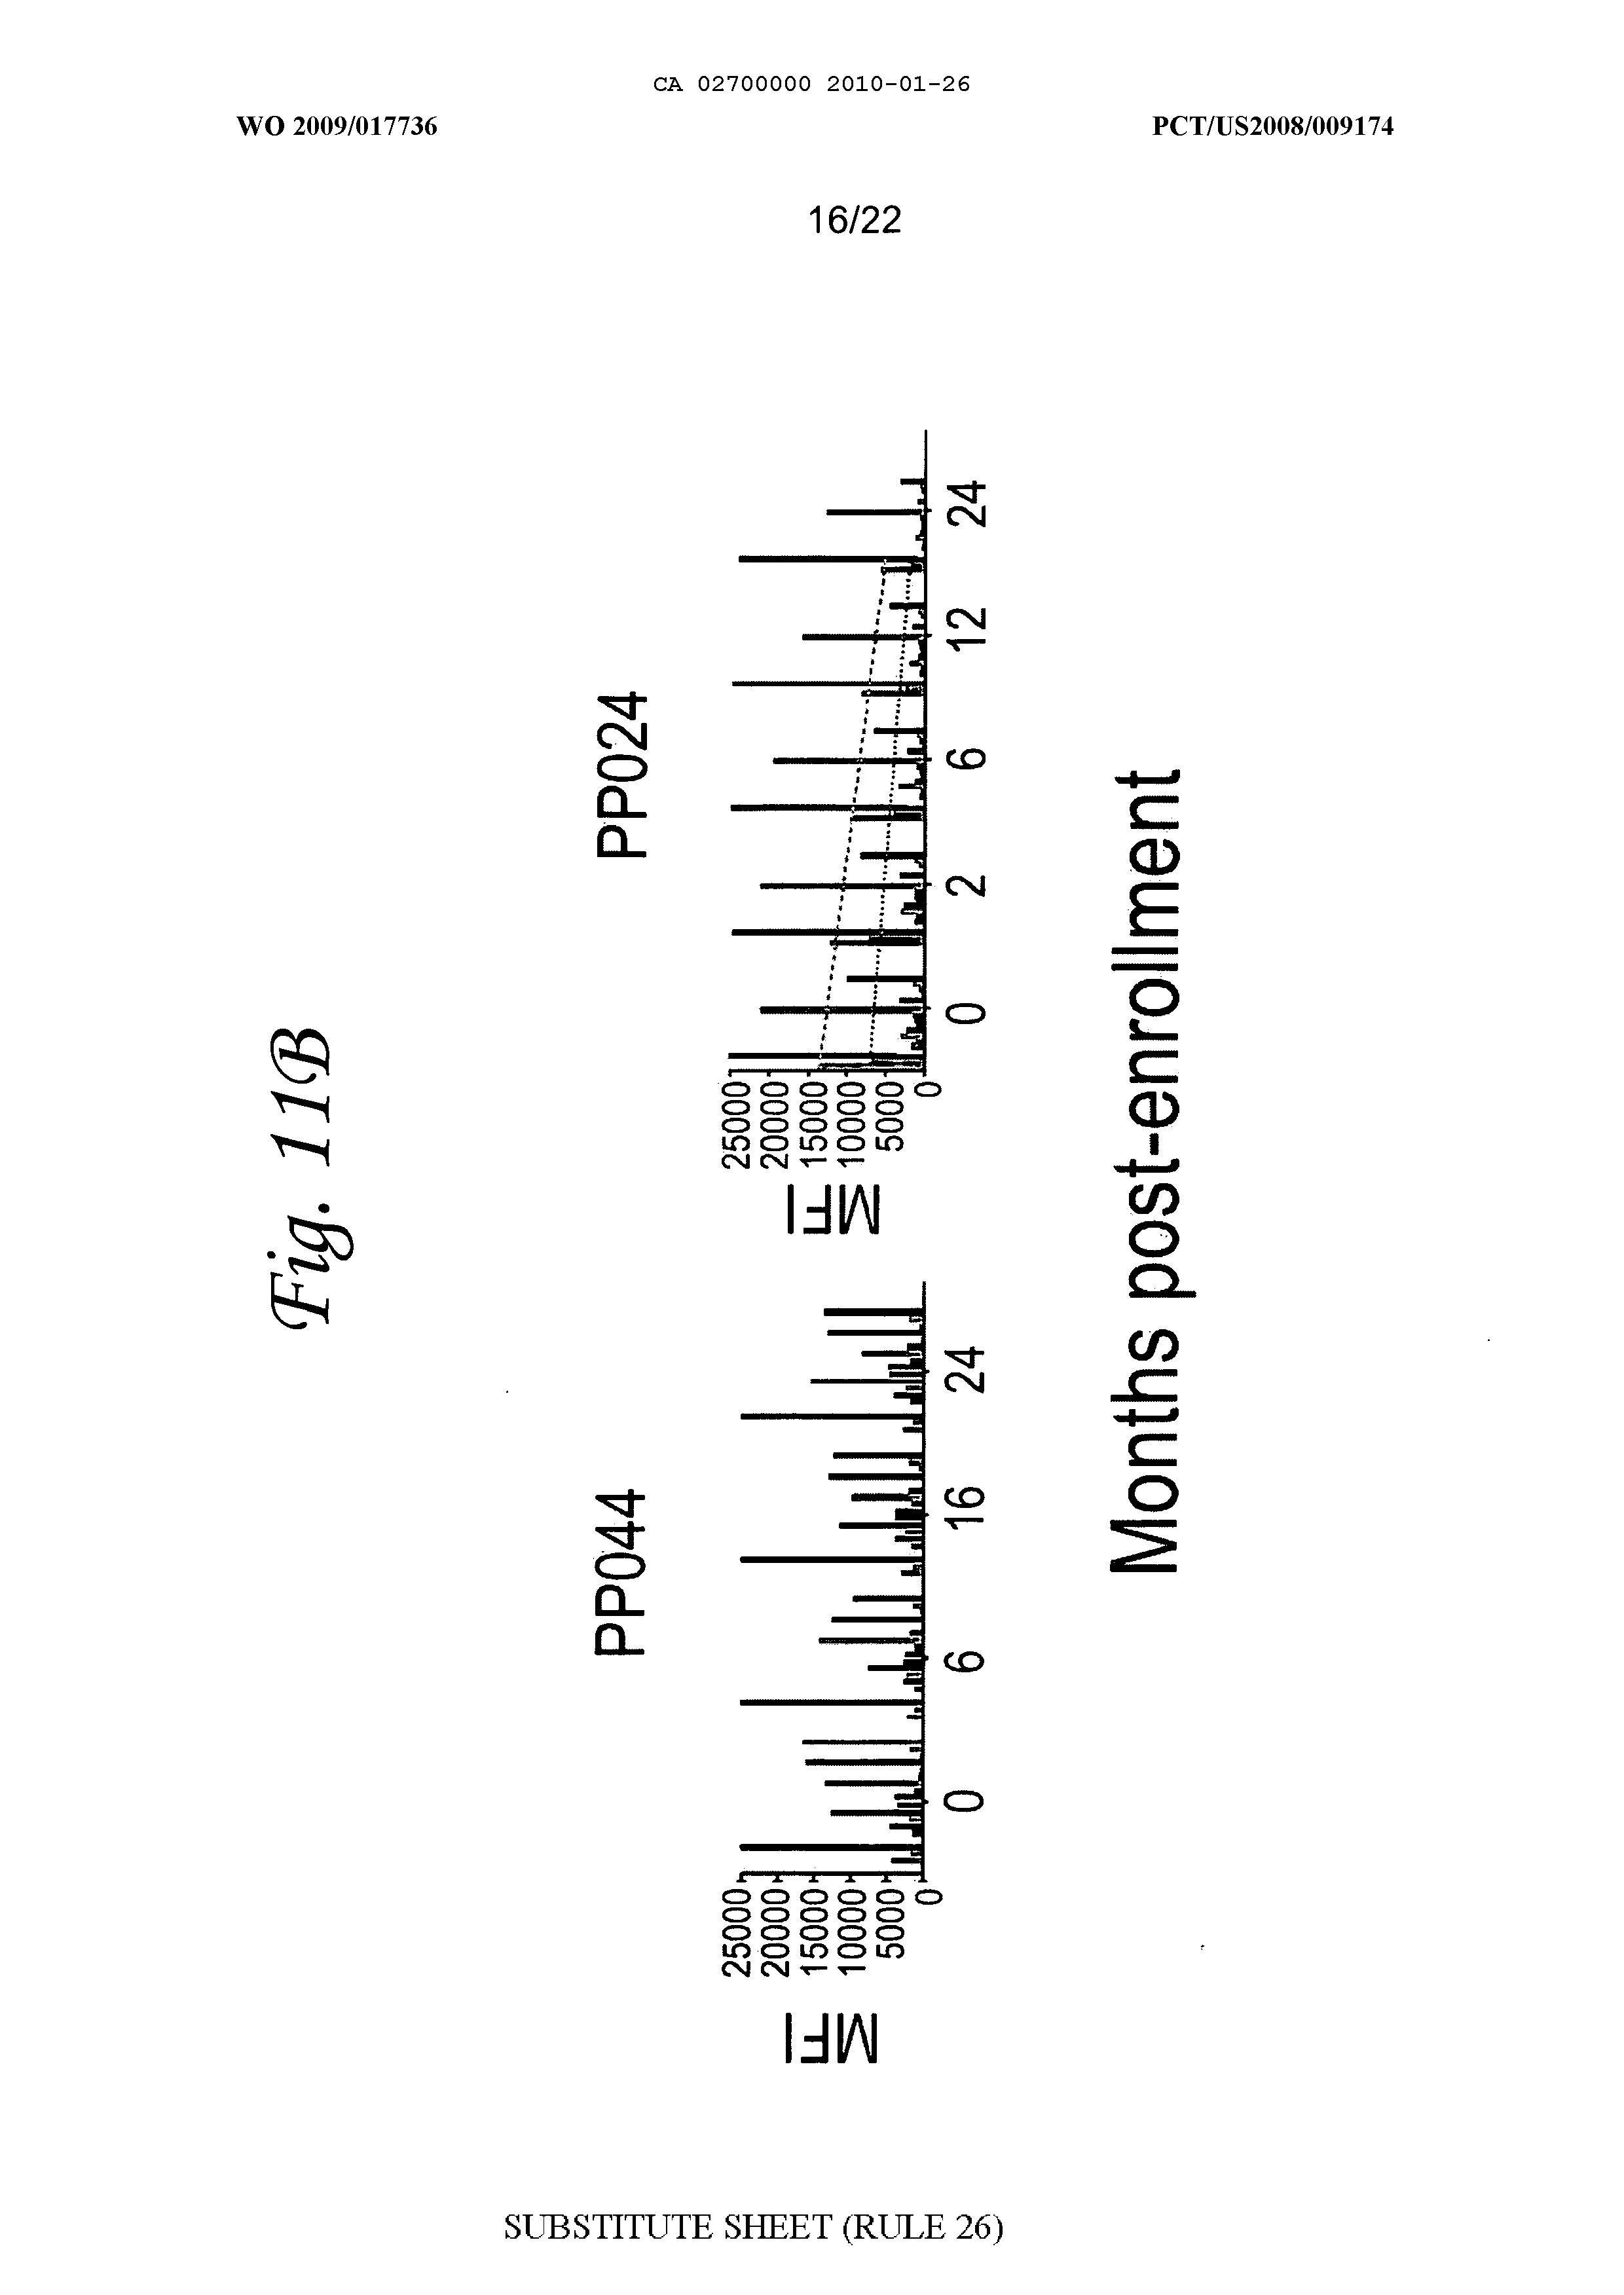 CA 02700000 2010-01-26
WO 2009/017736
PCT/US2008/009174
16/22
Fig. 11B
PP044
MFI
25000
20000
15000
10000
5000
0
0
6
16
24
PP024
MFI
25000
20000
15000
10000
5000
0
0
2
6
12
24
Months post-enrollment
SUBSTITUTE SHEET (RULE 26)